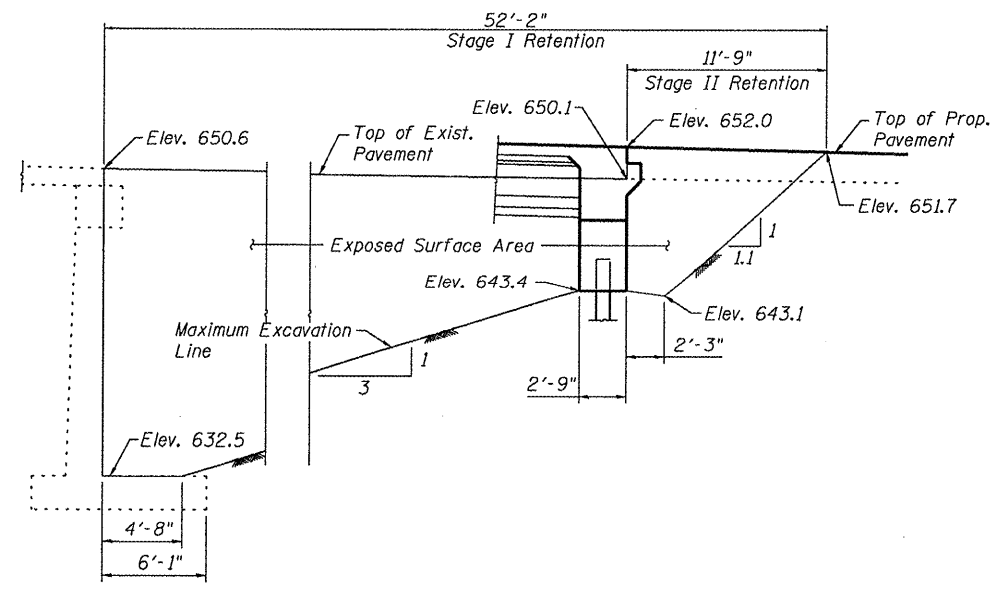 52'-2"
Stage I Retention
11'-9"
Stage II Retention
Elev. 650.1
Elev. 652.0
Top of Prop.
Pavement
Elev. 650.6
Top of Exist.
Pavement
Elev. 651.7
Exposed Surface Area
1
1.1
Elev. 643.4
Elev. 643.1
Maximum Excavation
Line
1
3
2'-3"
2'-9"
Elev. 632.5
4'-8"
6'-1"